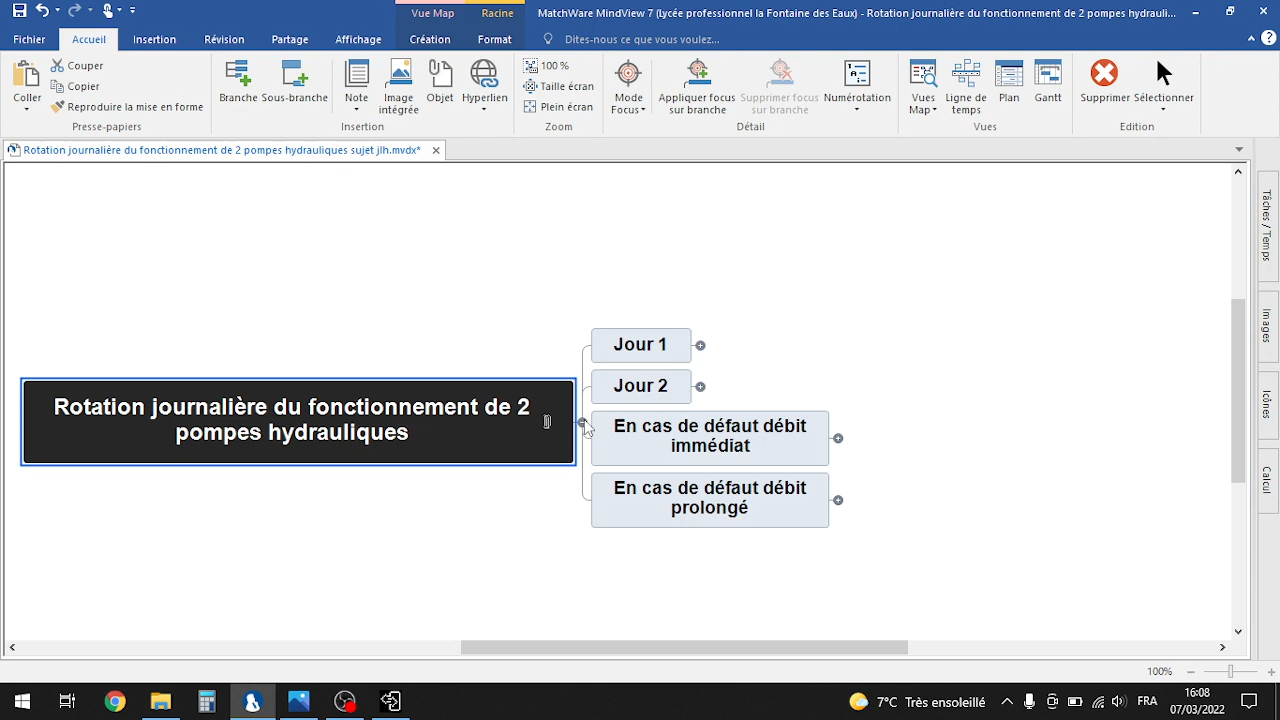 Vue Map
Racine
MatchWare MindView 7 (Lycée professionnel la Fontaine des Eaux) - Rotation journalière du fonctionnement de 2 pompes hydrauli...
Fichier
Accueil
Insertion
Révision
Partage
Affichage
Création
Format
Dites-nous ce que vous voulez...
Coller
Couper
Copier
Reproduire la mise en forme
Presse-papiers
Branche
Sous-branche
Note
Image intégrée
Objet
Hyperlien
Insertion
100 %
Taille écran
Plein écran
Zoom
Mode Focus
Appliquer focus sur branche
Supprimer focus sur branche
Numérotation
Détail
Vues Map
Ligne de temps
Plan
Gantt
Vues
Supprimer
Sélectionner
Edition
Rotation journalière du fonctionnement de 2 pompes hydrauliques sujet jlh.mvdx*
Rotation journalière du fonctionnement de 2
pompes hydrauliques
Jour 1
Jour 2
En cas de défaut débit
immédiat
En cas de défaut débit
prolongé
Tâches / Temps
Images
Icônes
Calcul
100%
7°C Très ensoleillé
FRA
16:08
07/03/2022